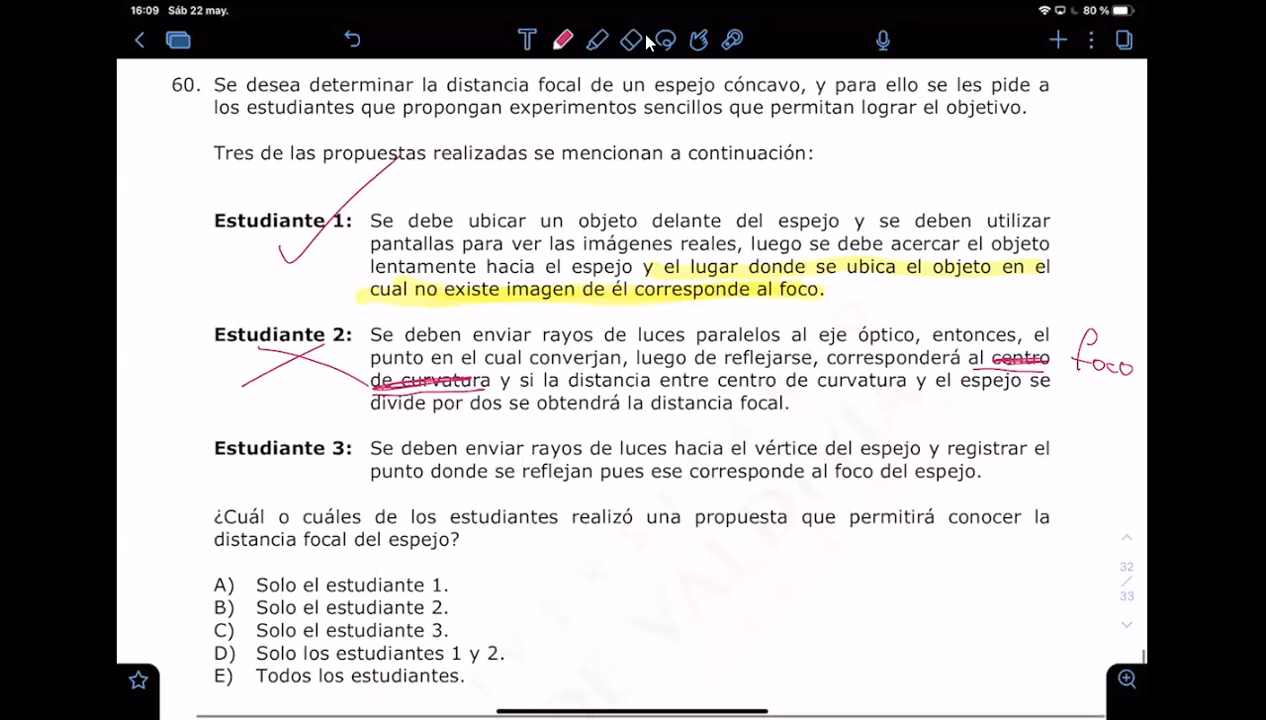 16:09 Sáb 22 may. 80 %
60. Se desea determinar la distancia focal de un espejo cóncavo, y para ello se les pide a
los estudiantes que propongan experimentos sencillos que permitan lograr el objetivo.
Tres de las propuestas realizadas se mencionan a continuación:
Estudiante 1: Se debe ubicar un objeto delante del espejo y se deben utilizar
pantallas para ver las imágenes reales, luego se debe acercar el objeto
lentamente hacia el espejo y el lugar donde se ubica el objeto en el
cual no existe imagen de él corresponde al foco.
Estudiante 2: Se deben enviar rayos de luces paralelos al eje óptico, entonces, el
punto en el cual converjan, luego de reflejarse, corresponderá al centro foco
de curvatura y si la distancia entre centro de curvatura y el espejo se
divide por dos se obtendrá la distancia focal.
Estudiante 3: Se deben enviar rayos de luces hacia el vértice del espejo y registrar el
punto donde se reflejan pues ese corresponde al foco del espejo.
¿Cuál o cuáles de los estudiantes realizó una propuesta que permitirá conocer la
distancia focal del espejo?
A) Solo el estudiante 1.
B) Solo el estudiante 2.
C) Solo el estudiante 3.
D) Solo los estudiantes 1 y 2.
E) Todos los estudiantes.
32
/
33